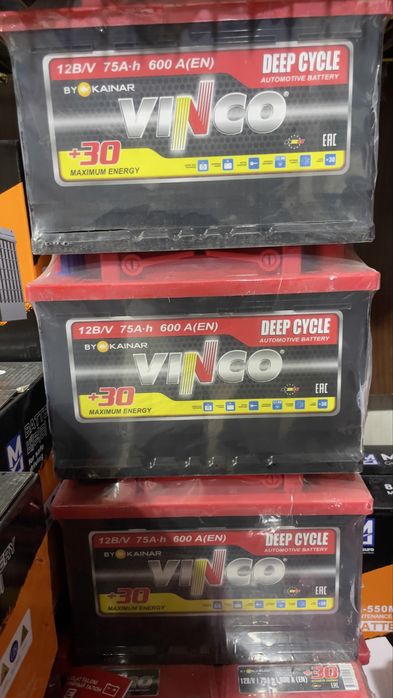 12B/V 75A·h 600 A(EN)
DEEP CYCLE
AUTOMOTIVE BATTERY
BY KAINAR
VINCO
+30
MAXIMUM ENERGY
EAC
12B/V 75A·h 600 A(EN)
DEEP CYCLE
AUTOMOTIVE BATTERY
BY KAINAR
VINCO
+30
MAXIMUM ENERGY
EAC
12B/V 75A·h 600 A(EN)
DEEP CYCLE
AUTOMOTIVE BATTERY
BY KAINAR
VINCO
+30
MAXIMUM ENERGY
EAC
+30